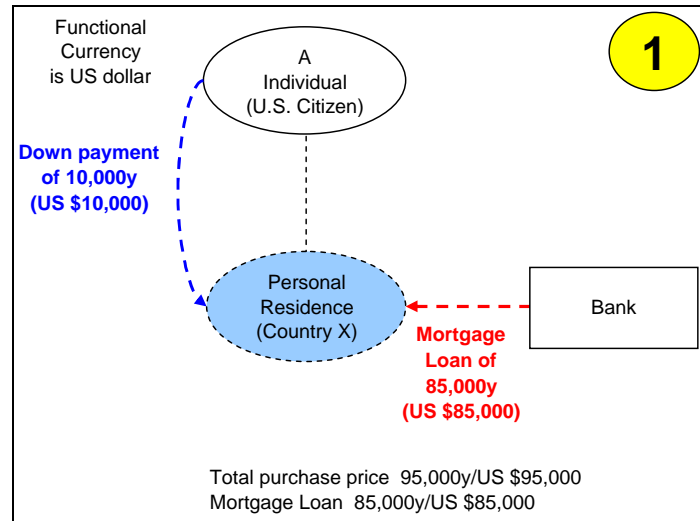 Functional
Currency
is US dollar
A
Individual
(U.S. Citizen)
1
Down payment
of 10,000y
(US $10,000)
Personal
Residence
(Country X)
Bank
Mortgage
Loan of
85,000y
(US $85,000)
Total purchase price 95,000y/US $95,000
Mortgage Loan 85,000y/US $85,000